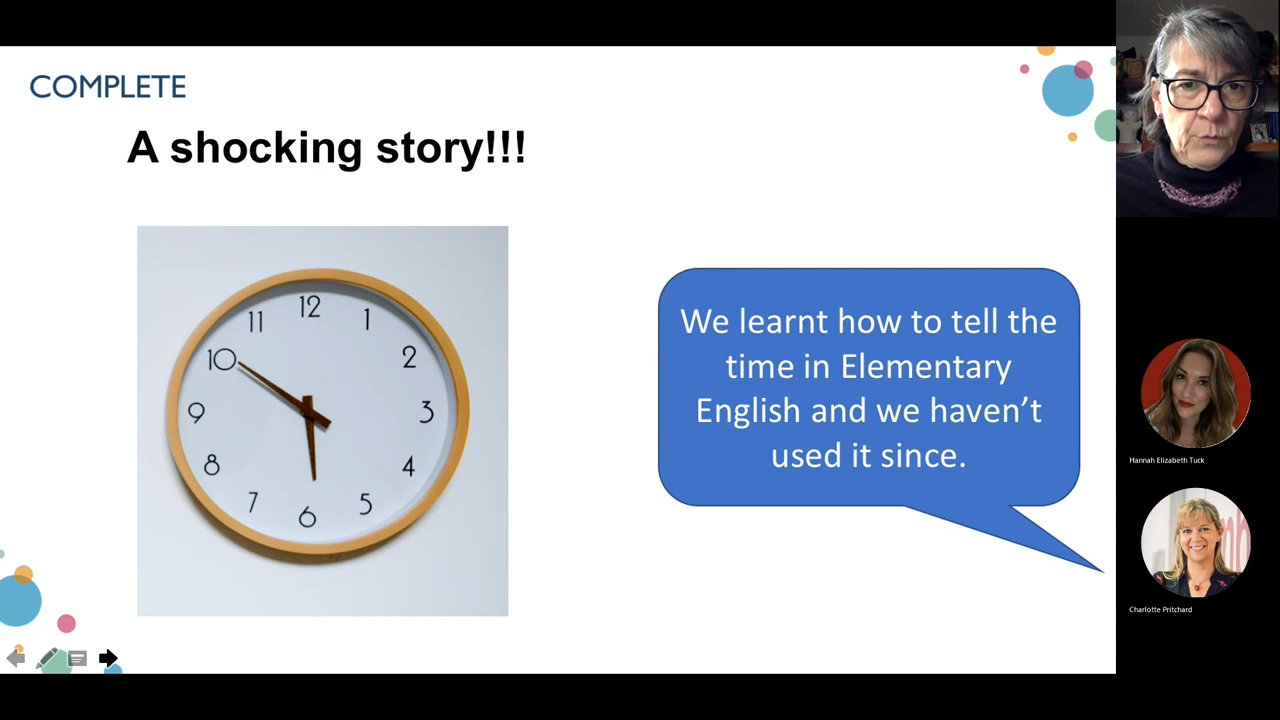 COMPLETE
A shocking story!!!
12
11
1
10
2
9
3
8
4
7
5
6
We learnt how to tell the
time in Elementary
English and we haven’t
used it since.
Hannah Elizabeth Tuck
Charlotte Pritchard